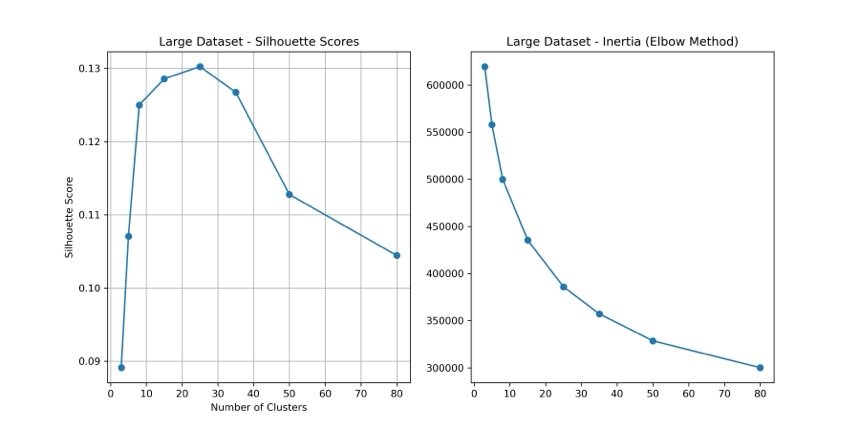 Large Dataset - Silhouette Scores
Silhouette Score
0.13
0.12
0.11
0.10
0.09
0 10 20 30 40 50 60 70 80
Number of Clusters
Large Dataset - Inertia (Elbow Method)
600000
550000
500000
450000
400000
350000
300000
0 10 20 30 40 50 60 70 80